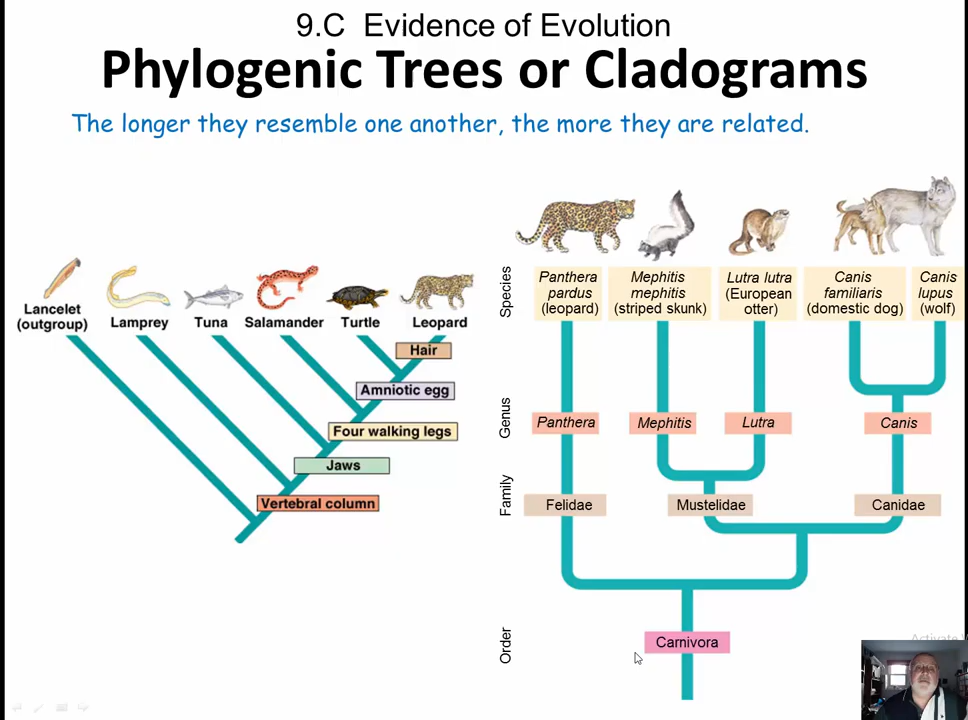 9.C Evidence of Evolution
Phylogenic Trees or Cladograms
The longer they resemble one another, the more they are related.
Lancelet
(outgroup)
Lamprey
Tuna
Salamander
Turtle
Leopard
Hair
Amniotic egg
Four walking legs
Jaws
Vertebral column
Species
Panthera
pardus
(leopard)
Mephitis
mephitis
(striped skunk)
Lutra lutra
(European
otter)
Canis
familiaris
(domestic dog)
Canis
lupus
(wolf)
Genus
Panthera
Mephitis
Lutra
Canis
Family
Felidae
Mustelidae
Canidae
Order
Carnivora
Activate